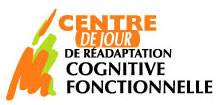 CENTRE
DE JOUR
DE RÉADAPTATION
COGNITIVE
FONCTIONNELLE